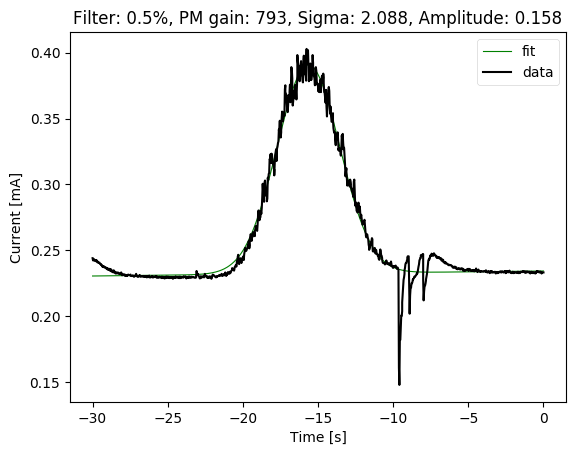 Filter: 0.5%, PM gain: 793, Sigma: 2.088, Amplitude: 0.158
fit
data
0.40
0.35
0.30
0.25
0.20
0.15
Current [mA]
−30
−25
−20
−15
−10
−5
0
Time [s]